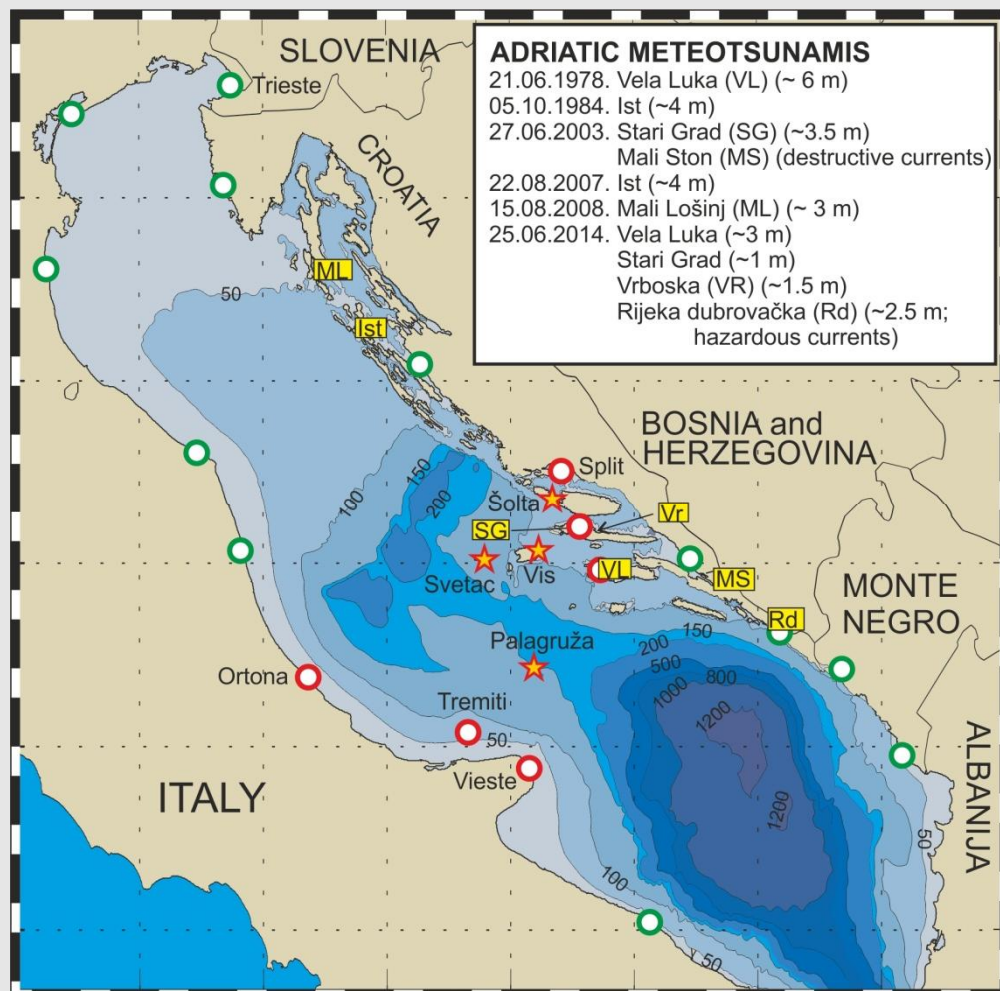 SLOVENIA
Trieste
CROATIA
ADRIATIC METEOTSUNAMIS
21.06.1978. Vela Luka (VL) (~ 6 m)
05.10.1984. Ist (~4 m)
27.06.2003. Stari Grad (SG) (~3.5 m)
Mali Ston (MS) (destructive currents)
22.08.2007. Ist (~4 m)
15.08.2008. Mali Lošinj (ML) (~ 3 m)
25.06.2014. Vela Luka (~3 m)
Stari Grad (~1 m)
Vrboska (VR) (~1.5 m)
Rijeka dubrovačka (Rd) (~2.5 m;
hazardous currents)
ML
50
Ist
BOSNIA and
HERZEGOVINA
Split
150
100
200
Šolta
SG
Vr
Vis
VL
Svetac
MS
MONTE
NEGRO
Rd
150
200
500
800
1000
1200
Palagruža
Ortona
Tremiti
50
Vieste
ITALY
ALBANIJA
1200
50
100
50